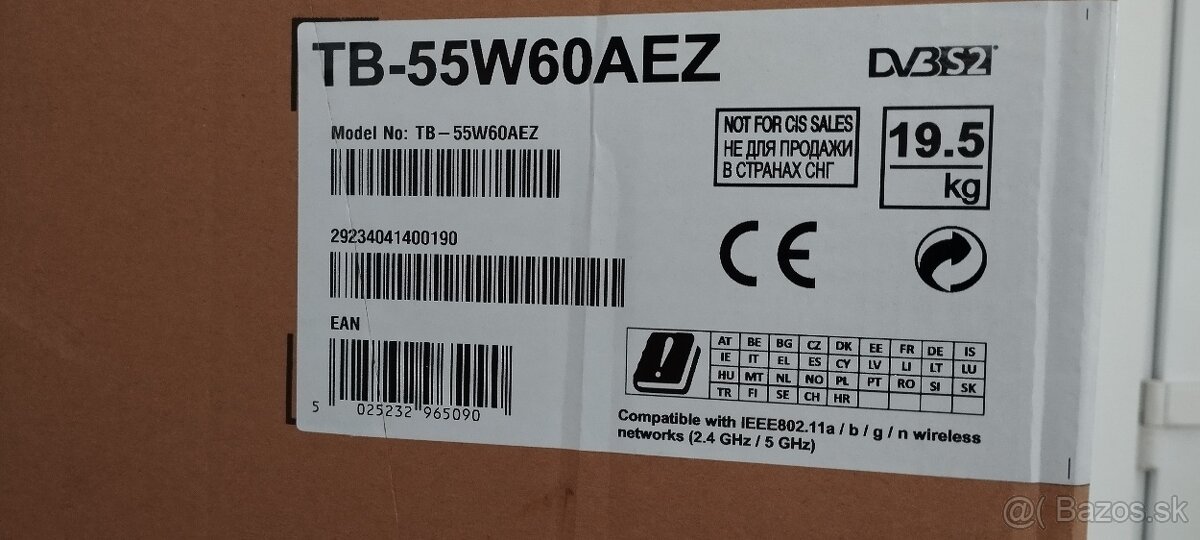 TB-55W60AEZ
DVB S2
Model No: TB-55W60AEZ
NOT FOR CIS SALES
НЕ ДЛЯ ПРОДАЖИ
В СТРАНАХ СНГ
19.5
kg
29234041400190
CE
EAN
5 025232 965090
AT BE BG CZ DK EE FR DE IS
IE IT EL ES CY LV LI LT LU
HU MT NL NO PL PT RO SI SK
TR FI SE CH HR
Compatible with IEEE802.11a / b / g / n wireless
networks (2.4 GHz / 5 GHz)
@( Bazos.sk